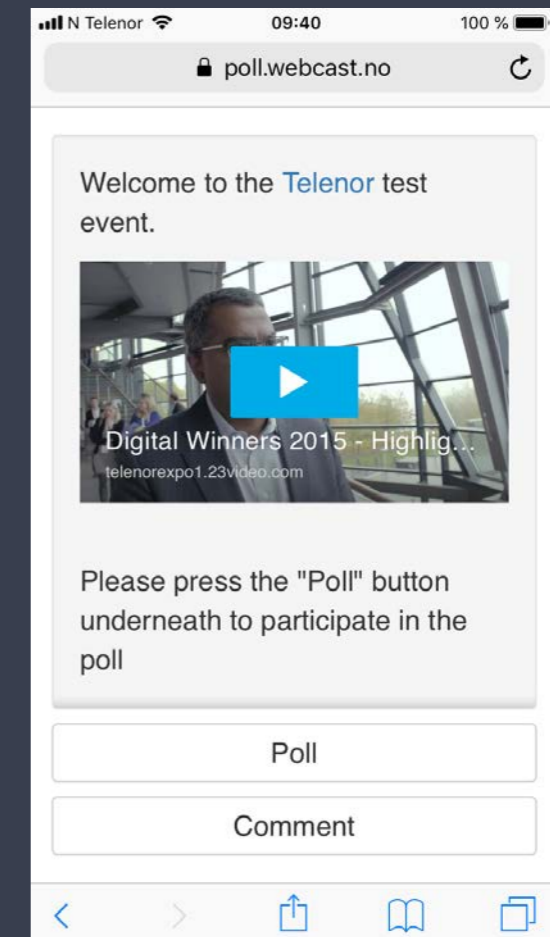 N Telenor 09:40 100 %
poll.webcast.no
Welcome to the Telenor test
event.
Digital Winners 2015 - Highlig...
telenorexpo1.23video.com
Please press the "Poll" button
underneath to participate in the
poll
Poll
Comment